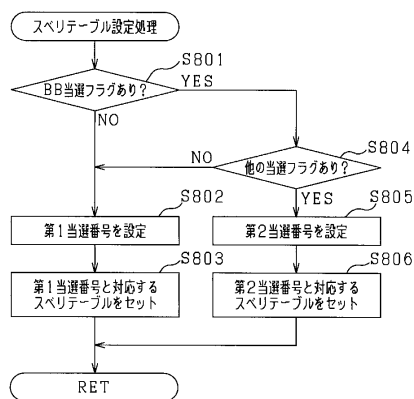 スベリテーブル設定処理
S801
BB当選フラグあり？
YES
NO
S804
NO
他の当選フラグあり？
YES
S802
S805
第1当選番号を設定
第2当選番号を設定
S803
S806
第1当選番号と対応する
スベリテーブルをセット
第2当選番号と対応する
スベリテーブルをセット
RET